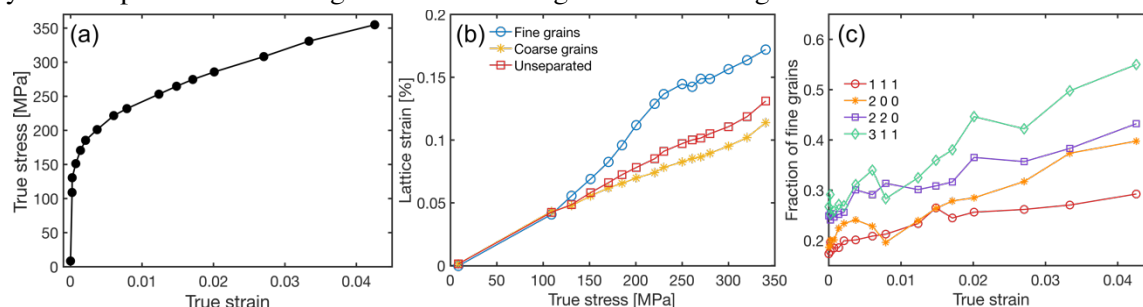 (a)
True stress [MPa]
350
300
250
200
150
100
50
0
0 0.01 0.02 0.03 0.04
True strain
(b)
Fine grains
Coarse grains
Unseparated
Lattice strain [%]
0.2
0.15
0.1
0.05
0
0 50 100 150 200 250 300 350
True stress [MPa]
(c)
1 1 1
2 0 0
2 2 0
3 1 1
Fraction of fine grains
0.6
0.5
0.4
0.3
0.2
0 0.01 0.02 0.03 0.04
True strain